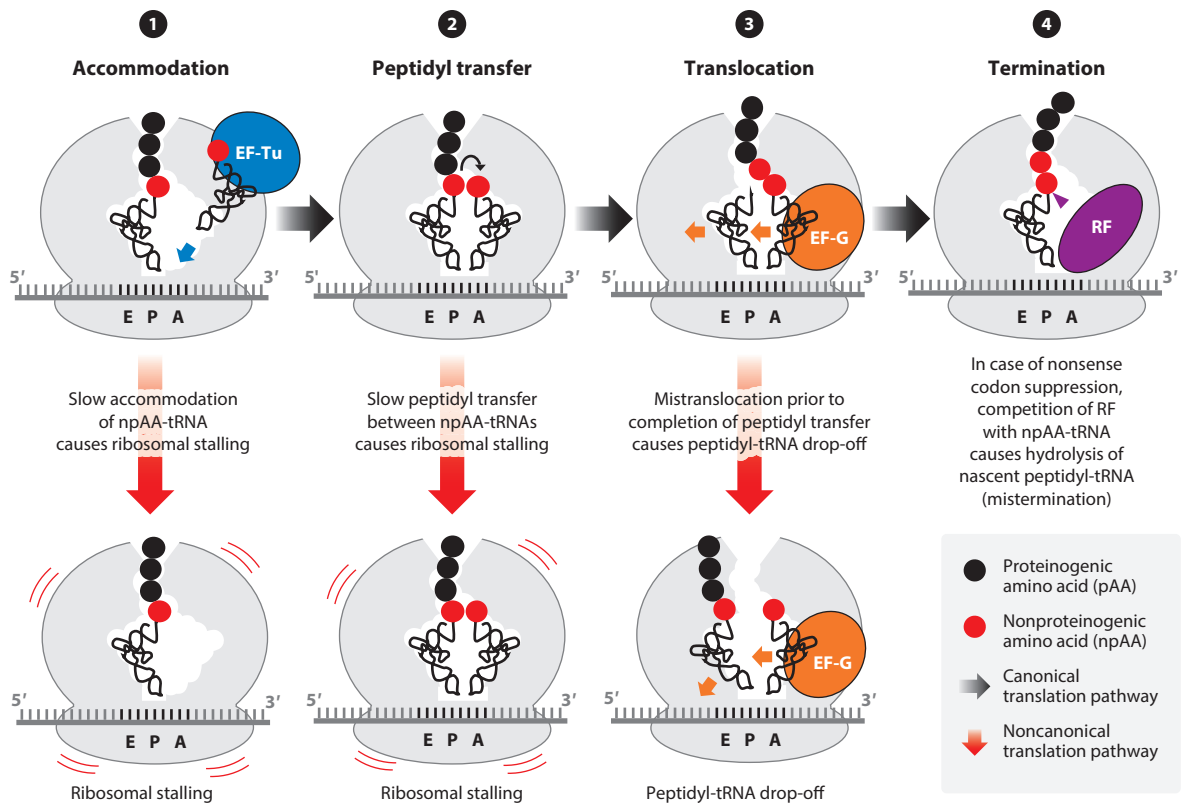 1
Accommodation
EF-Tu
5′
3′
E P A
2
Peptidyl transfer
5′
3′
E P A
3
Translocation
EF-G
5′
3′
E P A
4
Termination
RF
5′
3′
E P A
Slow accommodation
of npAA-tRNA
causes ribosomal stalling
Slow peptidyl transfer
between npAA-tRNAs
causes ribosomal stalling
Mistranslocation prior to
completion of peptidyl transfer
causes peptidyl-tRNA drop-off
In case of nonsense
codon suppression,
competition of RF
with npAA-tRNA
causes hydrolysis of
nascent peptidyl-tRNA
(mistermination)
5′
3′
E P A
Ribosomal stalling
5′
3′
E P A
Ribosomal stalling
EF-G
5′
3′
E P A
Peptidyl-tRNA drop-off
Proteinogenic
amino acid (pAA)
Nonproteinogenic
amino acid (npAA)
Canonical
translation pathway
Noncanonical
translation pathway